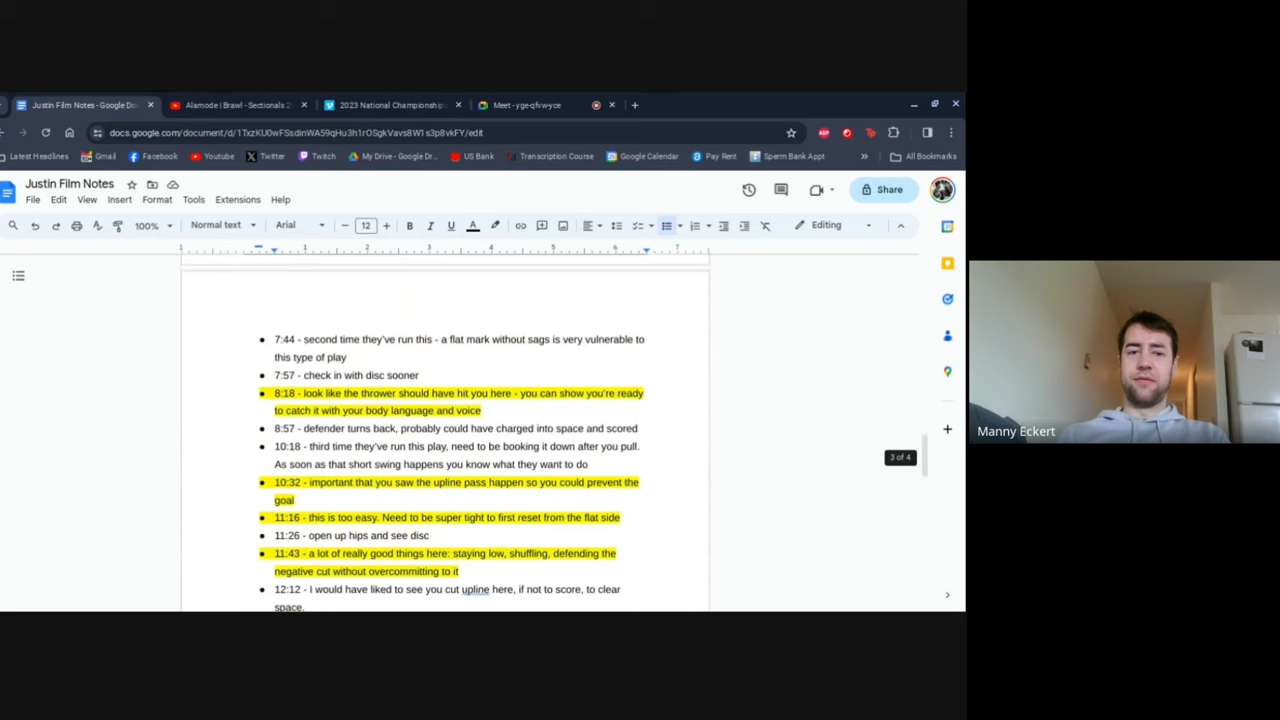 Justin Film Notes - Google Do
Alamode | Brawl - Sectionals 2
2023 National Championship
Meet - yge-qfvw-yce
docs.google.com/document/d/1TxzKU0wFSsdinWA59qHu3h1rOSgkVavs8W1s3p8vkFY/edit
Latest Headlines
Gmail
Facebook
Youtube
Twitter
Twitch
My Drive - Google Dr...
US Bank
Transcription Course
Google Calendar
Pay Rent
Sperm Bank Appt
All Bookmarks
Justin Film Notes
File Edit View Insert Format Tools Extensions Help
Share
100% Normal text Arial 12 Editing
1 1 2 3 4 5 6 7
7:44 - second time they've run this - a flat mark without sags is very vulnerable to
this type of play
7:57 - check in with disc sooner
8:18 - look like the thrower should have hit you here - you can show you're ready
to catch it with your body language and voice
8:57 - defender turns back, probably could have charged into space and scored
10:18 - third time they've run this play, need to be booking it down after you pull.
As soon as that short swing happens you know what they want to do
10:32 - important that you saw the upline pass happen so you could prevent the
goal
11:16 - this is too easy. Need to be super tight to first reset from the flat side
11:26 - open up hips and see disc
11:43 - a lot of really good things here: staying low, shuffling, defending the
negative cut without overcommitting to it
12:12 - I would have liked to see you cut upline here, if not to score, to clear
space.
3 of 4
Manny Eckert